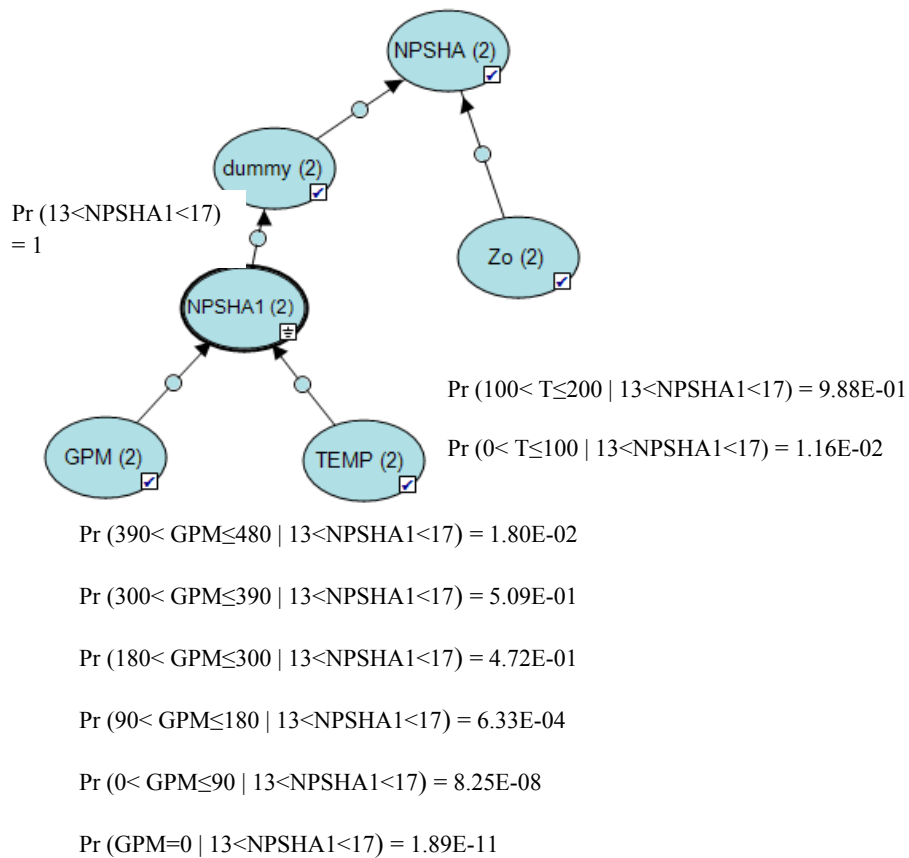 NPSHA (2)
dummy (2)
Pr (13<NPSHA1<17)
= 1
Zo (2)
NPSHA1 (2)
Pr (100< T≤200 | 13<NPSHA1<17) = 9.88E-01
GPM (2)
TEMP (2)
Pr (0< T≤100 | 13<NPSHA1<17) = 1.16E-02
Pr (390< GPM≤480 | 13<NPSHA1<17) = 1.80E-02
Pr (300< GPM≤390 | 13<NPSHA1<17) = 5.09E-01
Pr (180< GPM≤300 | 13<NPSHA1<17) = 4.72E-01
Pr (90< GPM≤180 | 13<NPSHA1<17) = 6.33E-04
Pr (0< GPM≤90 | 13<NPSHA1<17) = 8.25E-08
Pr (GPM=0 | 13<NPSHA1<17) = 1.89E-11